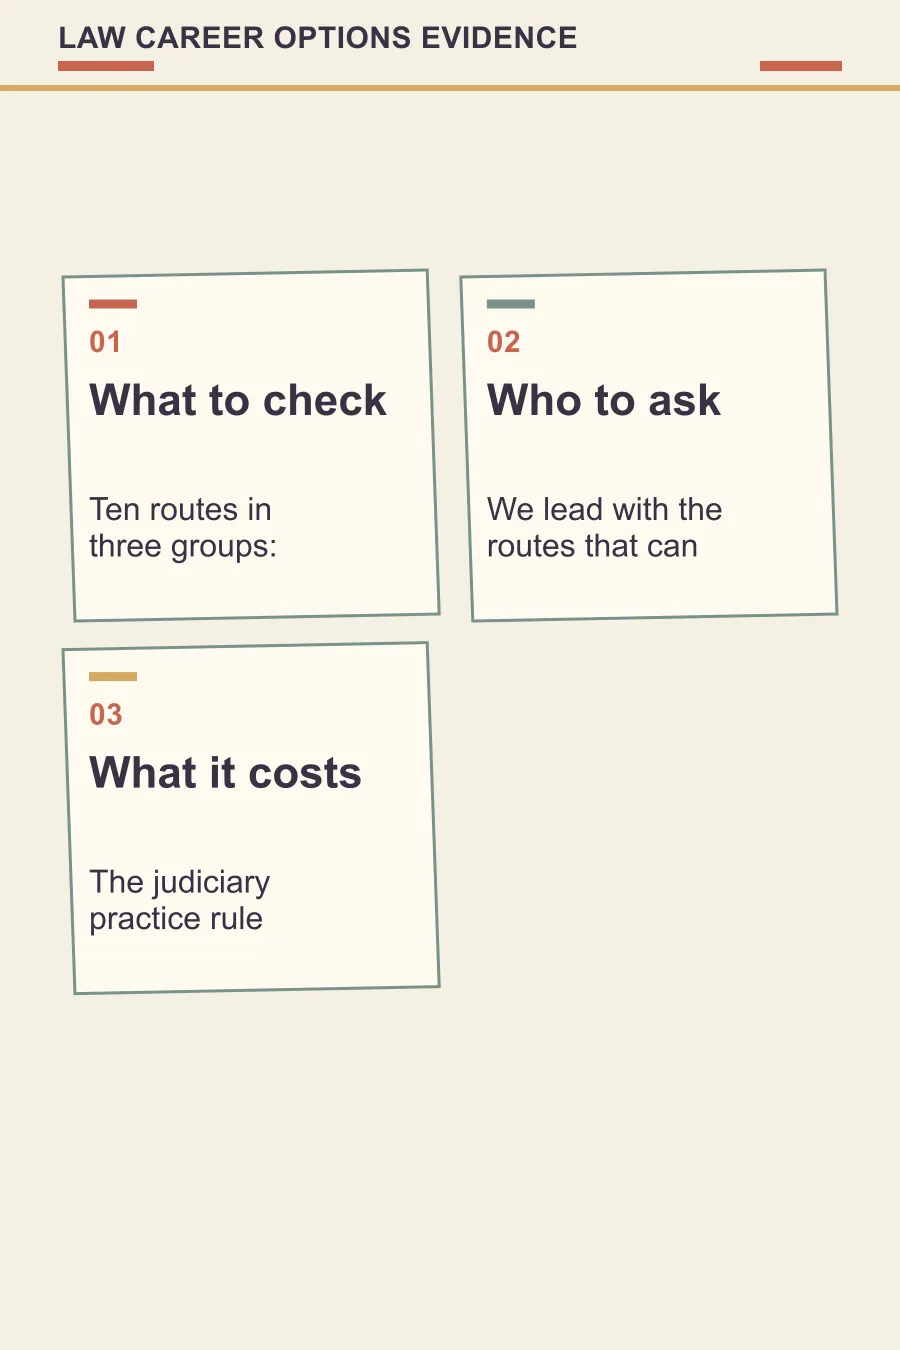 LAW CAREER OPTIONS EVIDENCE
01
What to check
Ten routes in
three groups:
02
Who to ask
We lead with the
routes that can
03
What it costs
The judiciary
practice rule